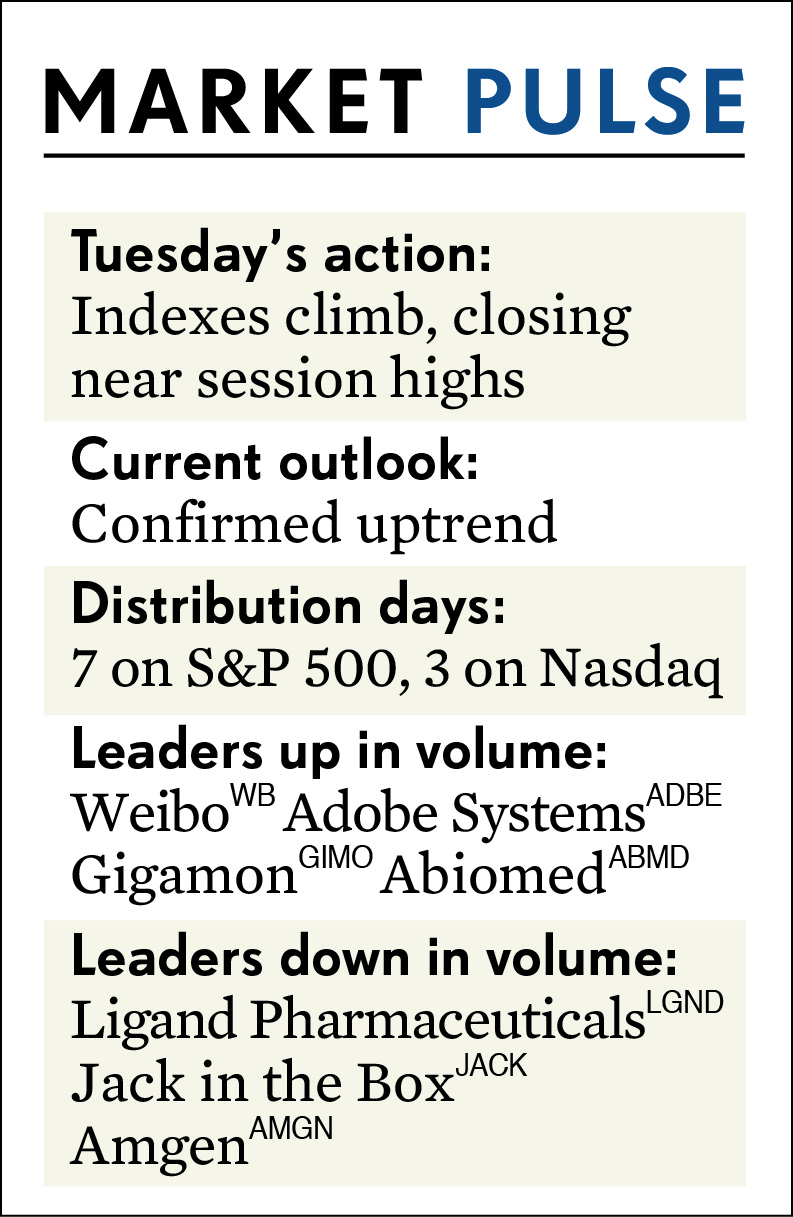 MARKET PULSE
Tuesday’s action:
Indexes climb, closing
near session highs
Current outlook:
Confirmed uptrend
Distribution days:
7 on S&P 500, 3 on Nasdaq
Leaders up in volume:
Weibo WB Adobe Systems ADBE
Gigamon GIMO Abiomed ABMD
Leaders down in volume:
Ligand Pharmaceuticals LGND
Jack in the Box JACK
Amgen AMGN